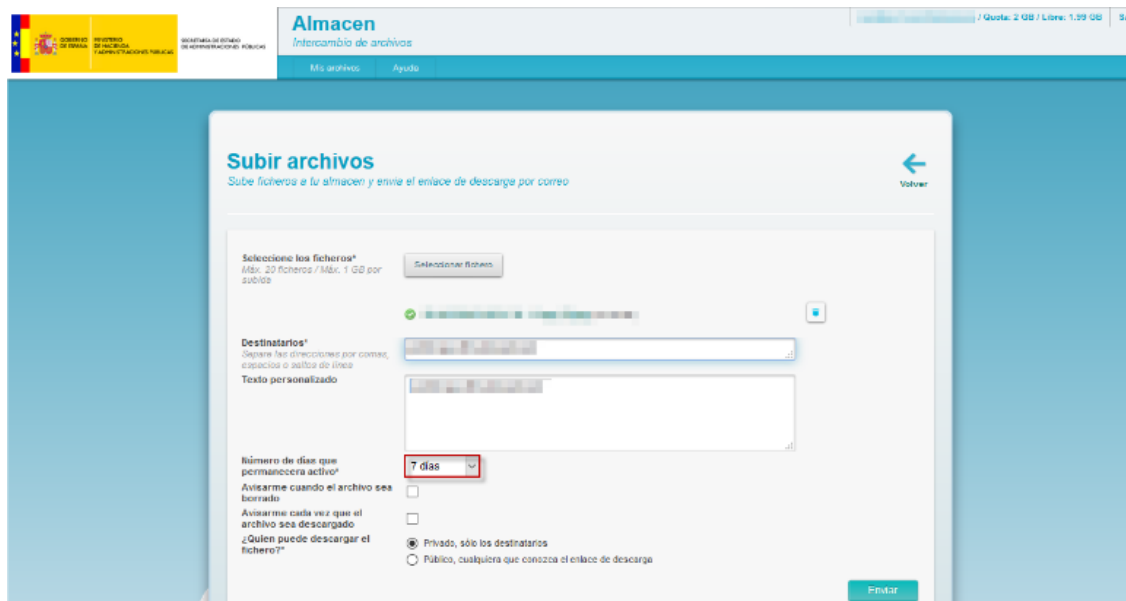 GOBIERNO DE ESPAÑA
MINISTERIO DE HACIENDA Y ADMINISTRACIONES PÚBLICAS
SECRETARÍA DE ESTADO DE ADMINISTRACIONES PÚBLICAS
Almacen
Intercambio de archivos
/ Quota: 2 GB / Libre: 1.99 GB
Mis archivos
Ayuda
Subir archivos
Sube ficheros a tu almacen y envia el enlace de descarga por correo
Volver
Seleccione los ficheros*
Máx. 20 ficheros / Máx. 1 GB por
subida
Seleccionar fichero
Destinatarios*
Separe las direcciones por comas,
espacios o saltos de línea
Texto personalizado
Número de días que
permanecera activo*
7 días
Avisarme cuando el archivo sea
borrado
Avisarme cada vez que el
archivo sea descargado
¿Quien puede descargar el
fichero?*
Privado, sólo los destinatarios
Público, cualquiera que conozca el enlace de descarga
Enviar